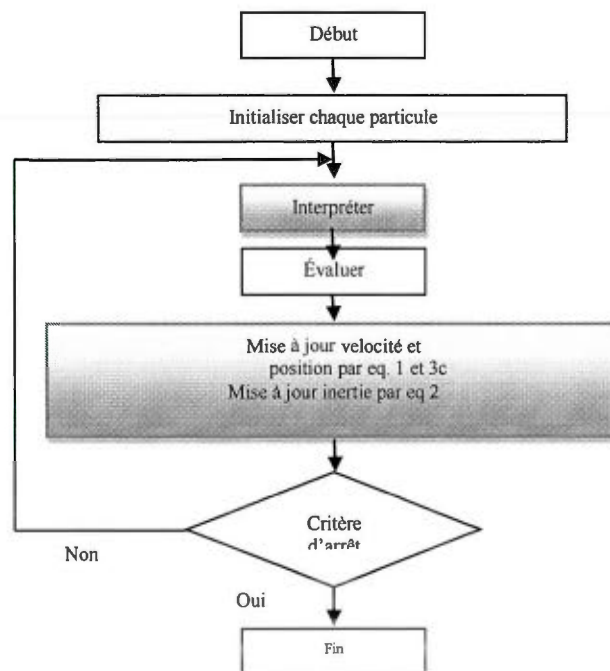 Début
Initialiser chaque particule
Interpréter
Évaluer
Mise à jour velocité et
position par eq. 1 et 3c
Mise à jour inertie par eq 2
Critère
d'arrêt
Non
Oui
Fin